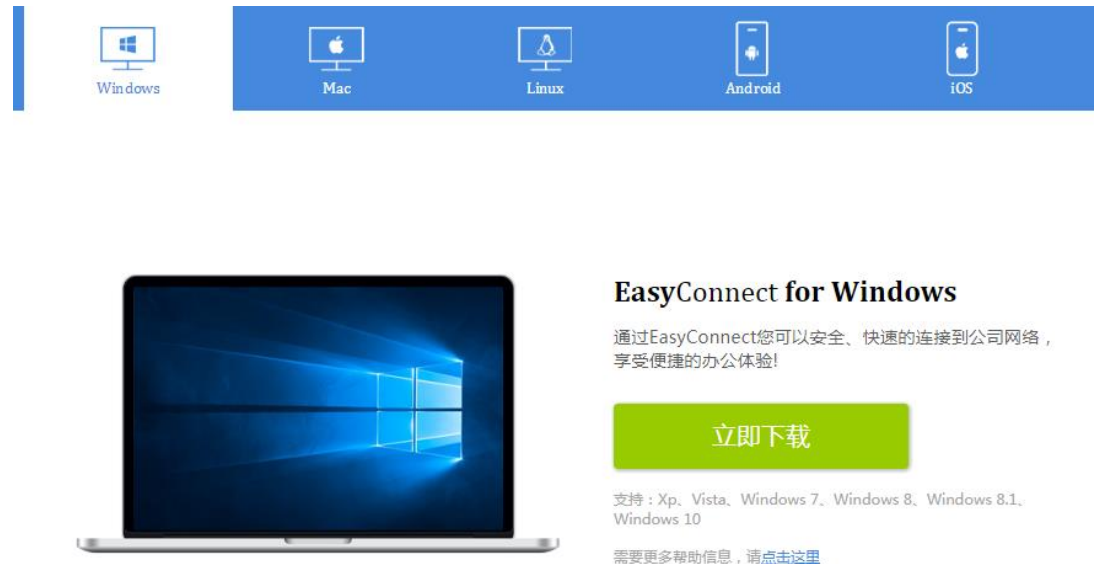 Windows
Mac
Linux
Android
iOS
EasyConnect for Windows
通过EasyConnect您可以安全、快速的连接到公司网络，
享受便捷的办公体验!
立即下载
支持：Xp、Vista、Windows 7、Windows 8、Windows 8.1、
Windows 10
需要更多帮助信息，请点击这里